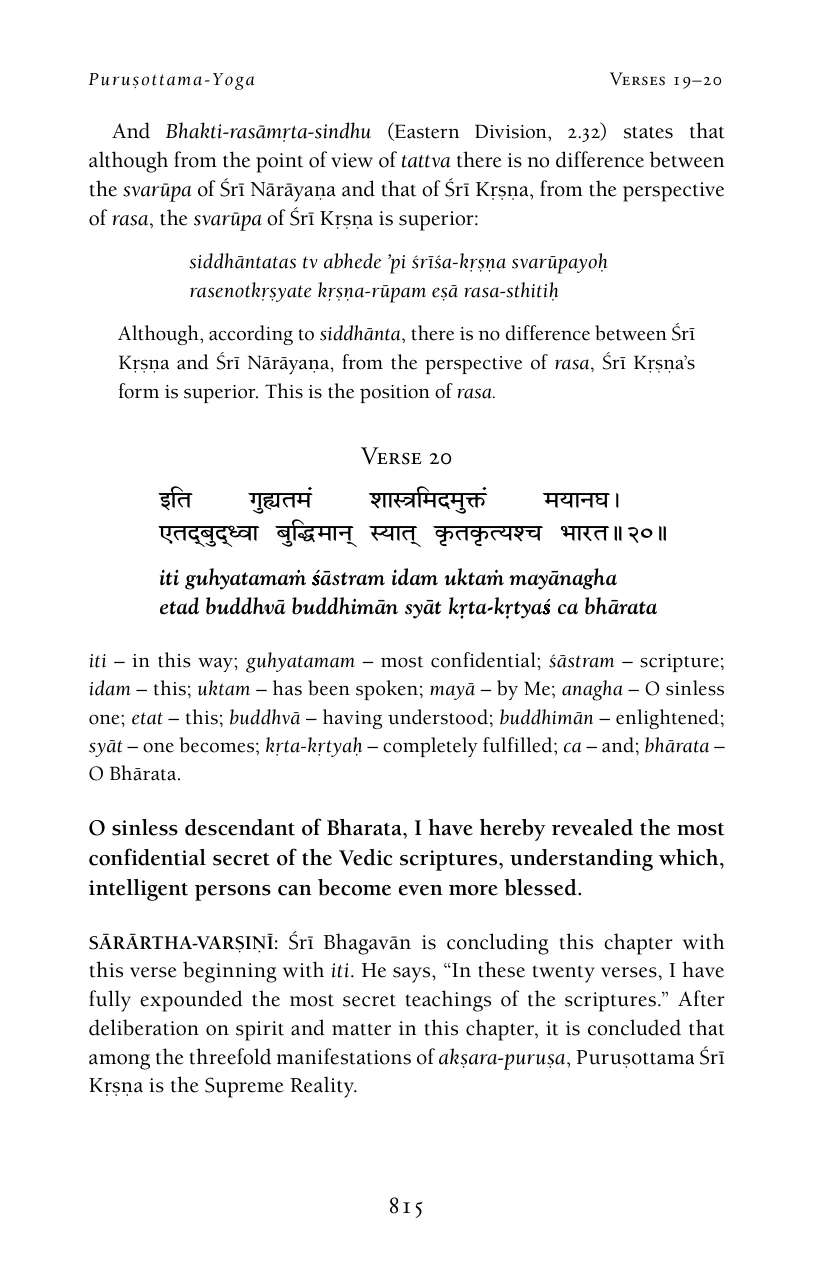 Puruṣottama-Yoga Verses 19–20
And Bhakti-rasāmṛta-sindhu (Eastern Division, 2.32) states that
although from the point of view of tattva there is no difference between
the svarūpa of Śrī Nārāyaṇa and that of Śrī Kṛṣṇa, from the perspective
of rasa, the svarūpa of Śrī Kṛṣṇa is superior:
siddhāntatas tv abhede ’pi śrīśa-kṛṣṇa svarūpayoḥ
rasenotkṛṣyate kṛṣṇa-rūpam eṣā rasa-sthitiḥ
Although, according to siddhānta, there is no difference between Śrī
Kṛṣṇa and Śrī Nārāyaṇa, from the perspective of rasa, Śrī Kṛṣṇa’s
form is superior. This is the position of rasa.
Verse 20
इति गुह्यतमं शास्त्रमिदमुक्तं मयानघ।
एतद्‌बुद्‌ध्वा बुद्धिमान् स्यात् कृतकृत्यश्च भारत॥२०॥
iti guhyatamaṁ śāstram idam uktaṁ mayānagha
etad buddhvā buddhimān syāt kṛta-kṛtyaś ca bhārata
iti – in this way; guhyatamam – most confidential; śāstram – scripture;
idam – this; uktam – has been spoken; mayā – by Me; anagha – O sinless
one; etat – this; buddhvā – having understood; buddhimān – enlightened;
syāt – one becomes; kṛta-kṛtyaḥ – completely fulfilled; ca – and; bhārata –
O Bhārata.
O sinless descendant of Bharata, I have hereby revealed the most
confidential secret of the Vedic scriptures, understanding which,
intelligent persons can become even more blessed.
SĀRĀRTHA-VARṢIṆĪ: Śrī Bhagavān is concluding this chapter with
this verse beginning with iti. He says, “In these twenty verses, I have
fully expounded the most secret teachings of the scriptures.” After
deliberation on spirit and matter in this chapter, it is concluded that
among the threefold manifestations of akṣara-puruṣa, Puruṣottama Śrī
Kṛṣṇa is the Supreme Reality.
815